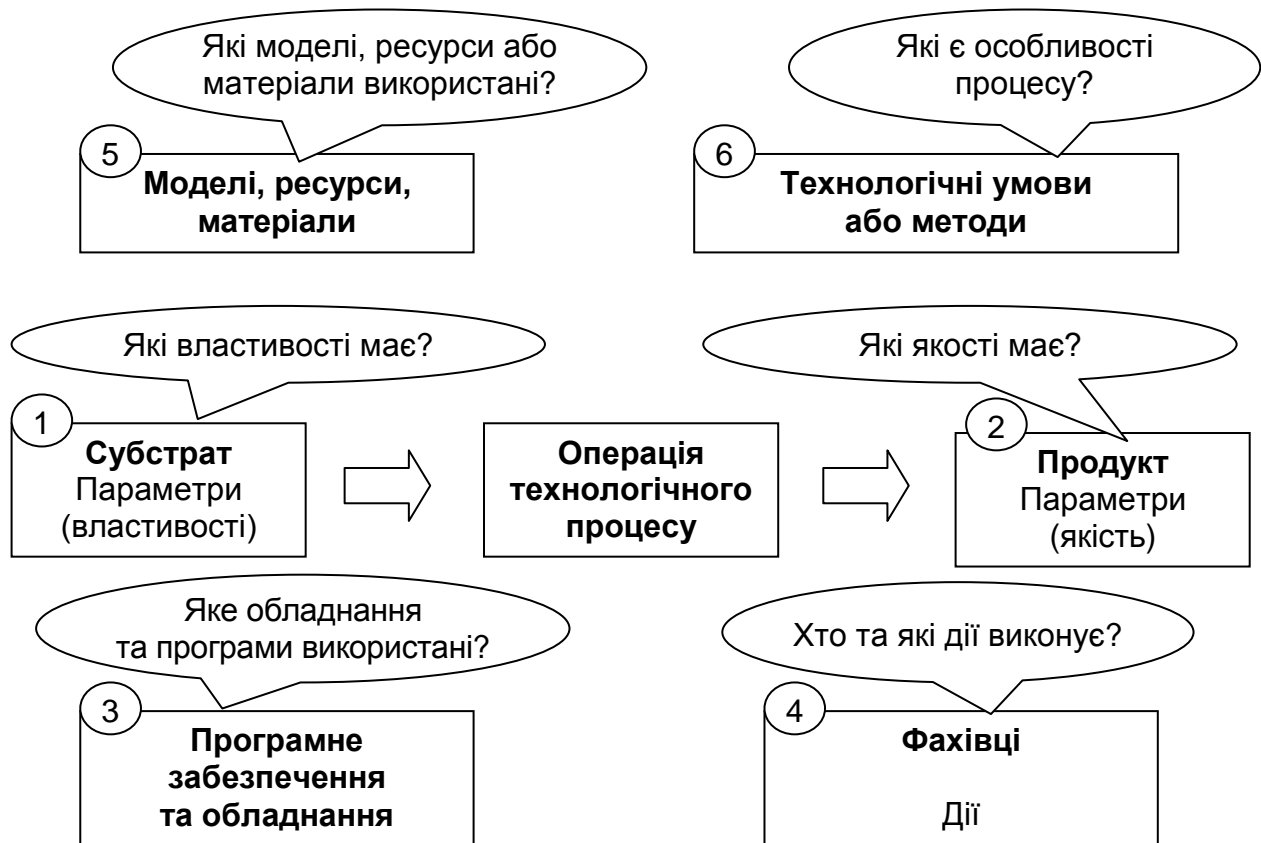 Які моделі, ресурси або
матеріали використані?
Які є особливості
процесу?
5
Моделі, ресурси,
матеріали
6
Технологічні умови
або методи
Які властивості має?
Які якості має?
1
Субстрат
Параметри
(властивості)
Операція
технологічного
процесу
2
Продукт
Параметри
(якість)
Яке обладнання
та програми використані?
Хто та які дії виконує?
3
Програмне
забезпечення
та обладнання
4
Фахівці
Дії